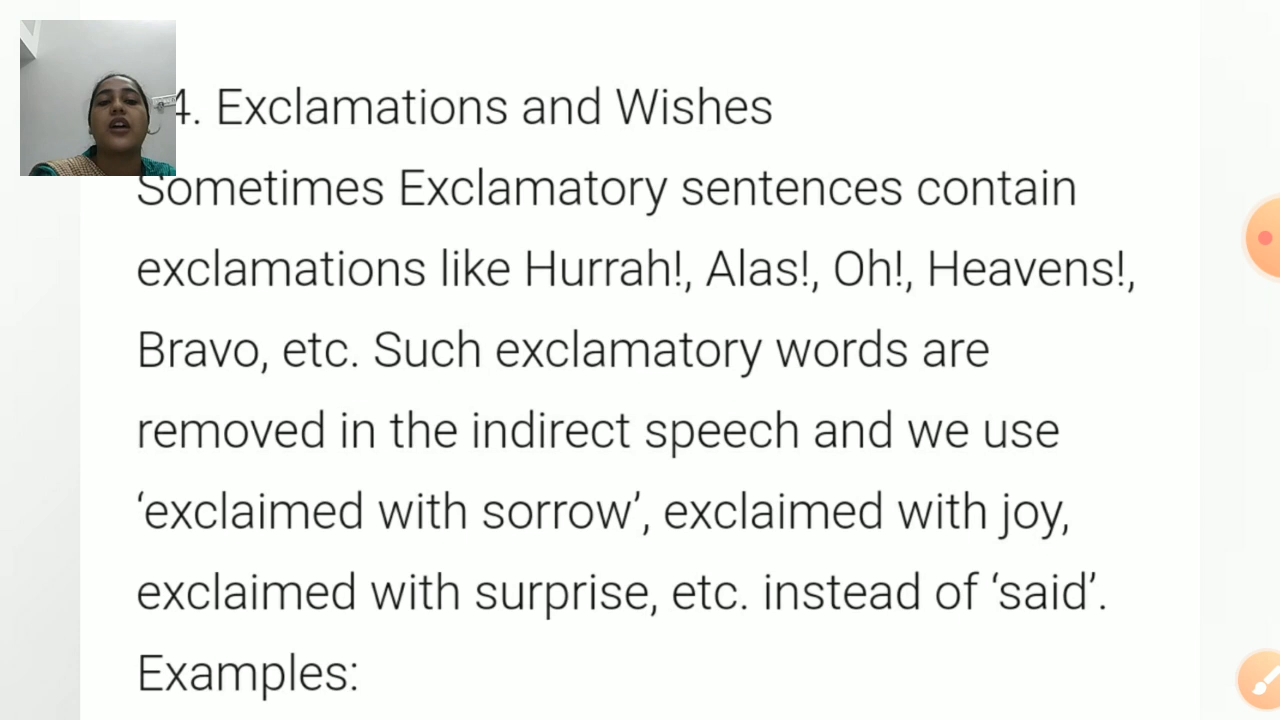 4. Exclamations and Wishes
Sometimes Exclamatory sentences contain
exclamations like Hurrah!, Alas!, Oh!, Heavens!,
Bravo, etc. Such exclamatory words are
removed in the indirect speech and we use
‘exclaimed with sorrow’, exclaimed with joy,
exclaimed with surprise, etc. instead of ‘said’.
Examples: